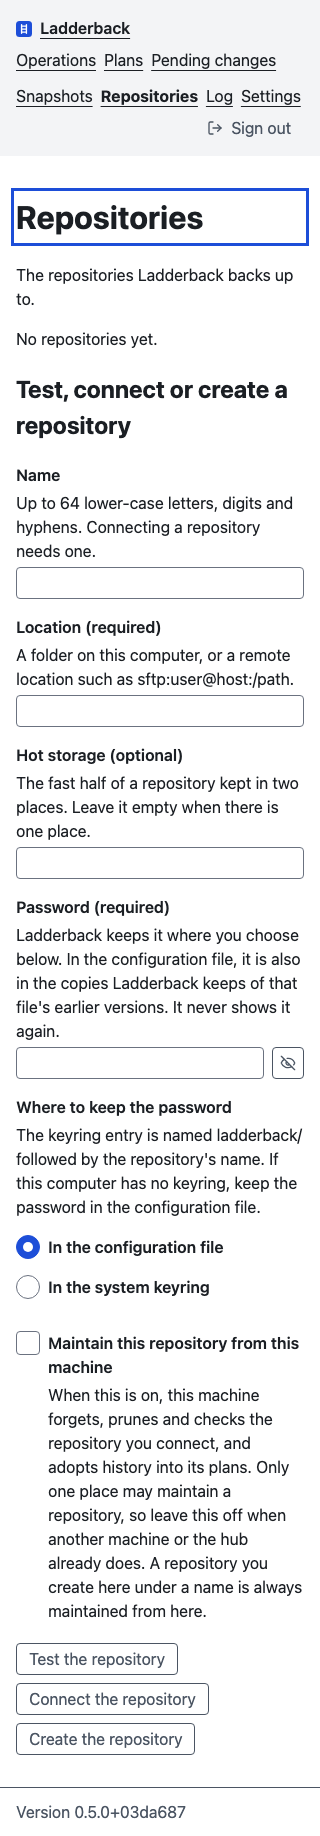 Ladderback
Operations Plans Pending changes
Snapshots Repositories Log Settings
Sign out
Repositories
The repositories Ladderback backs up
to.
No repositories yet.
Test, connect or create a
repository
Name
Up to 64 lower-case letters, digits and
hyphens. Connecting a repository
needs one.
Location (required)
A folder on this computer, or a remote
location such as sftp:user@host:/path.
Hot storage (optional)
The fast half of a repository kept in two
places. Leave it empty when there is
one place.
Password (required)
Ladderback keeps it where you choose
below. In the configuration file, it is also
in the copies Ladderback keeps of that
file's earlier versions. It never shows it
again.
Where to keep the password
The keyring entry is named ladderback/
followed by the repository's name. If
this computer has no keyring, keep the
password in the configuration file.
In the configuration file
In the system keyring
Maintain this repository from this
machine
When this is on, this machine
forgets, prunes and checks the
repository you connect, and
adopts history into its plans. Only
one place may maintain a
repository, so leave this off when
another machine or the hub
already does. A repository you
create here under a name is always
maintained from here.
Test the repository
Connect the repository
Create the repository
Version 0.5.0+03da687